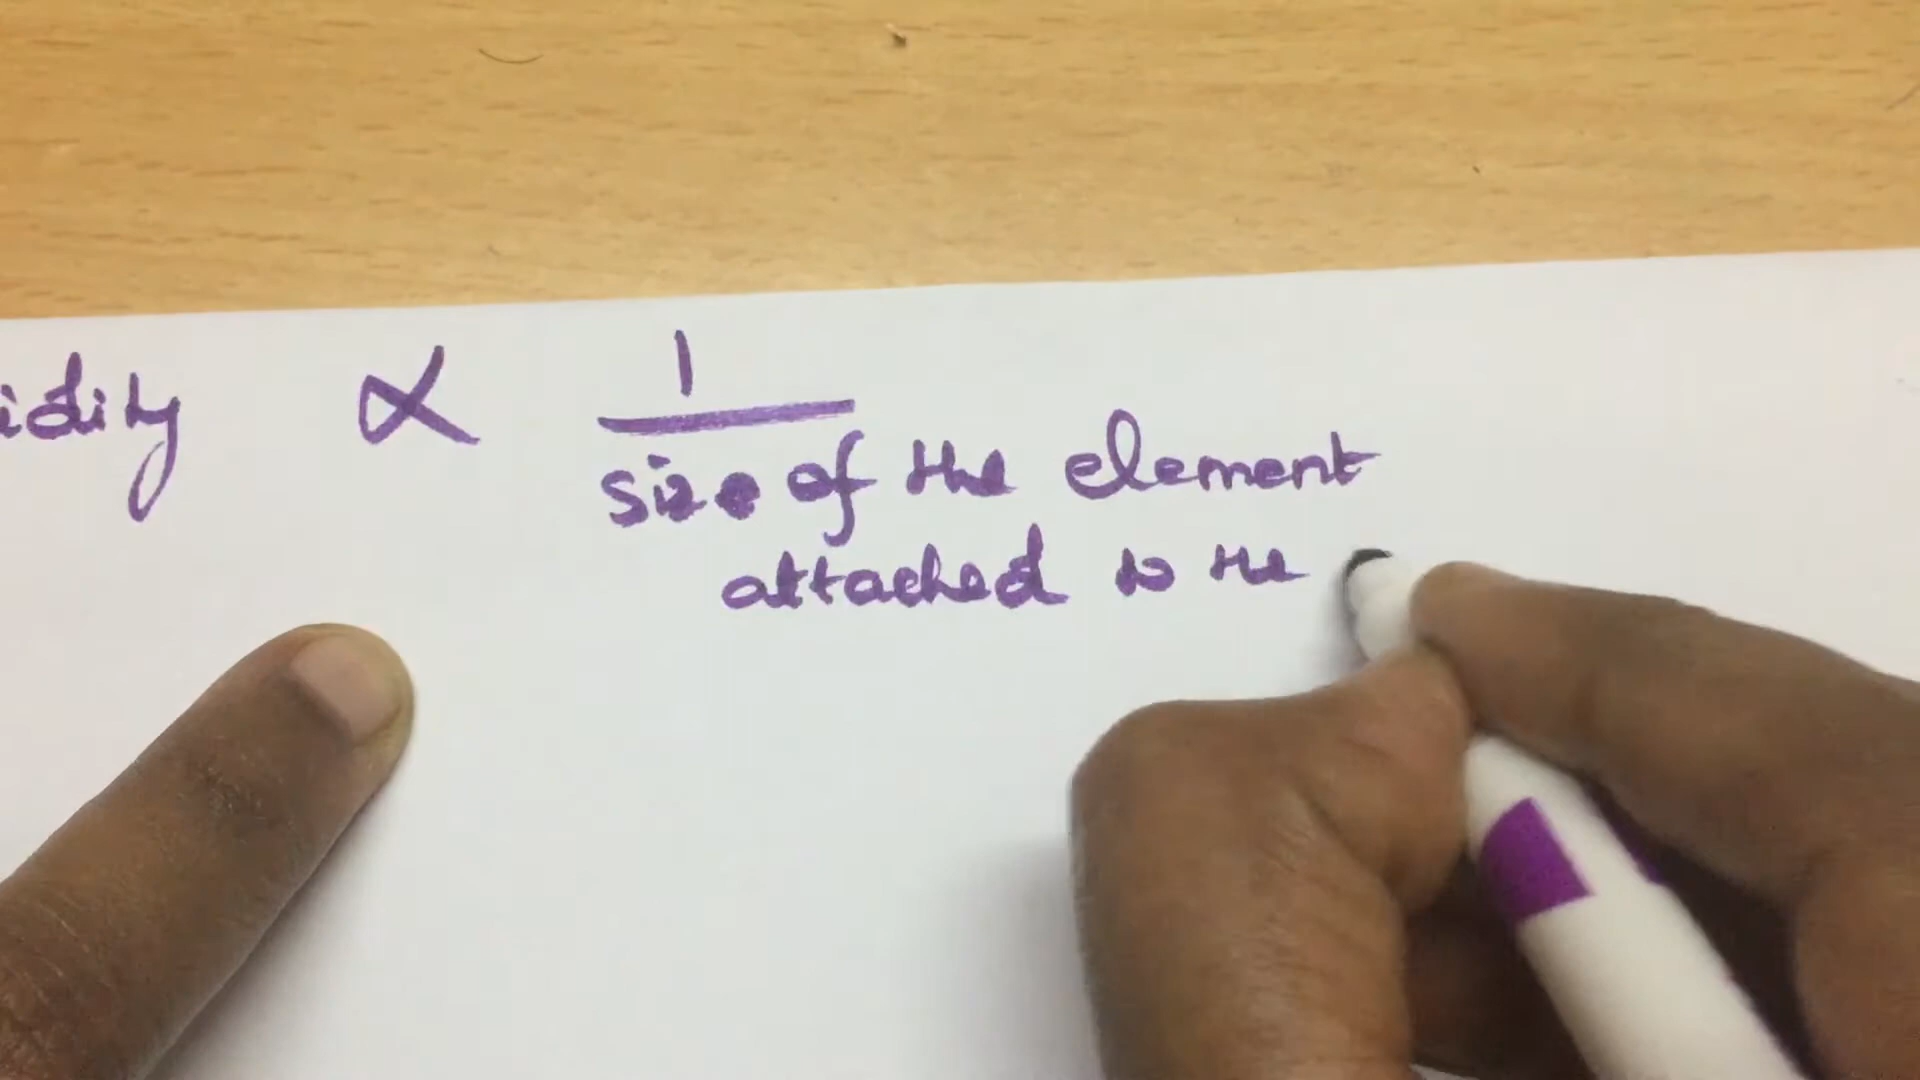 idity ∝ 1
size of the element
attached to the